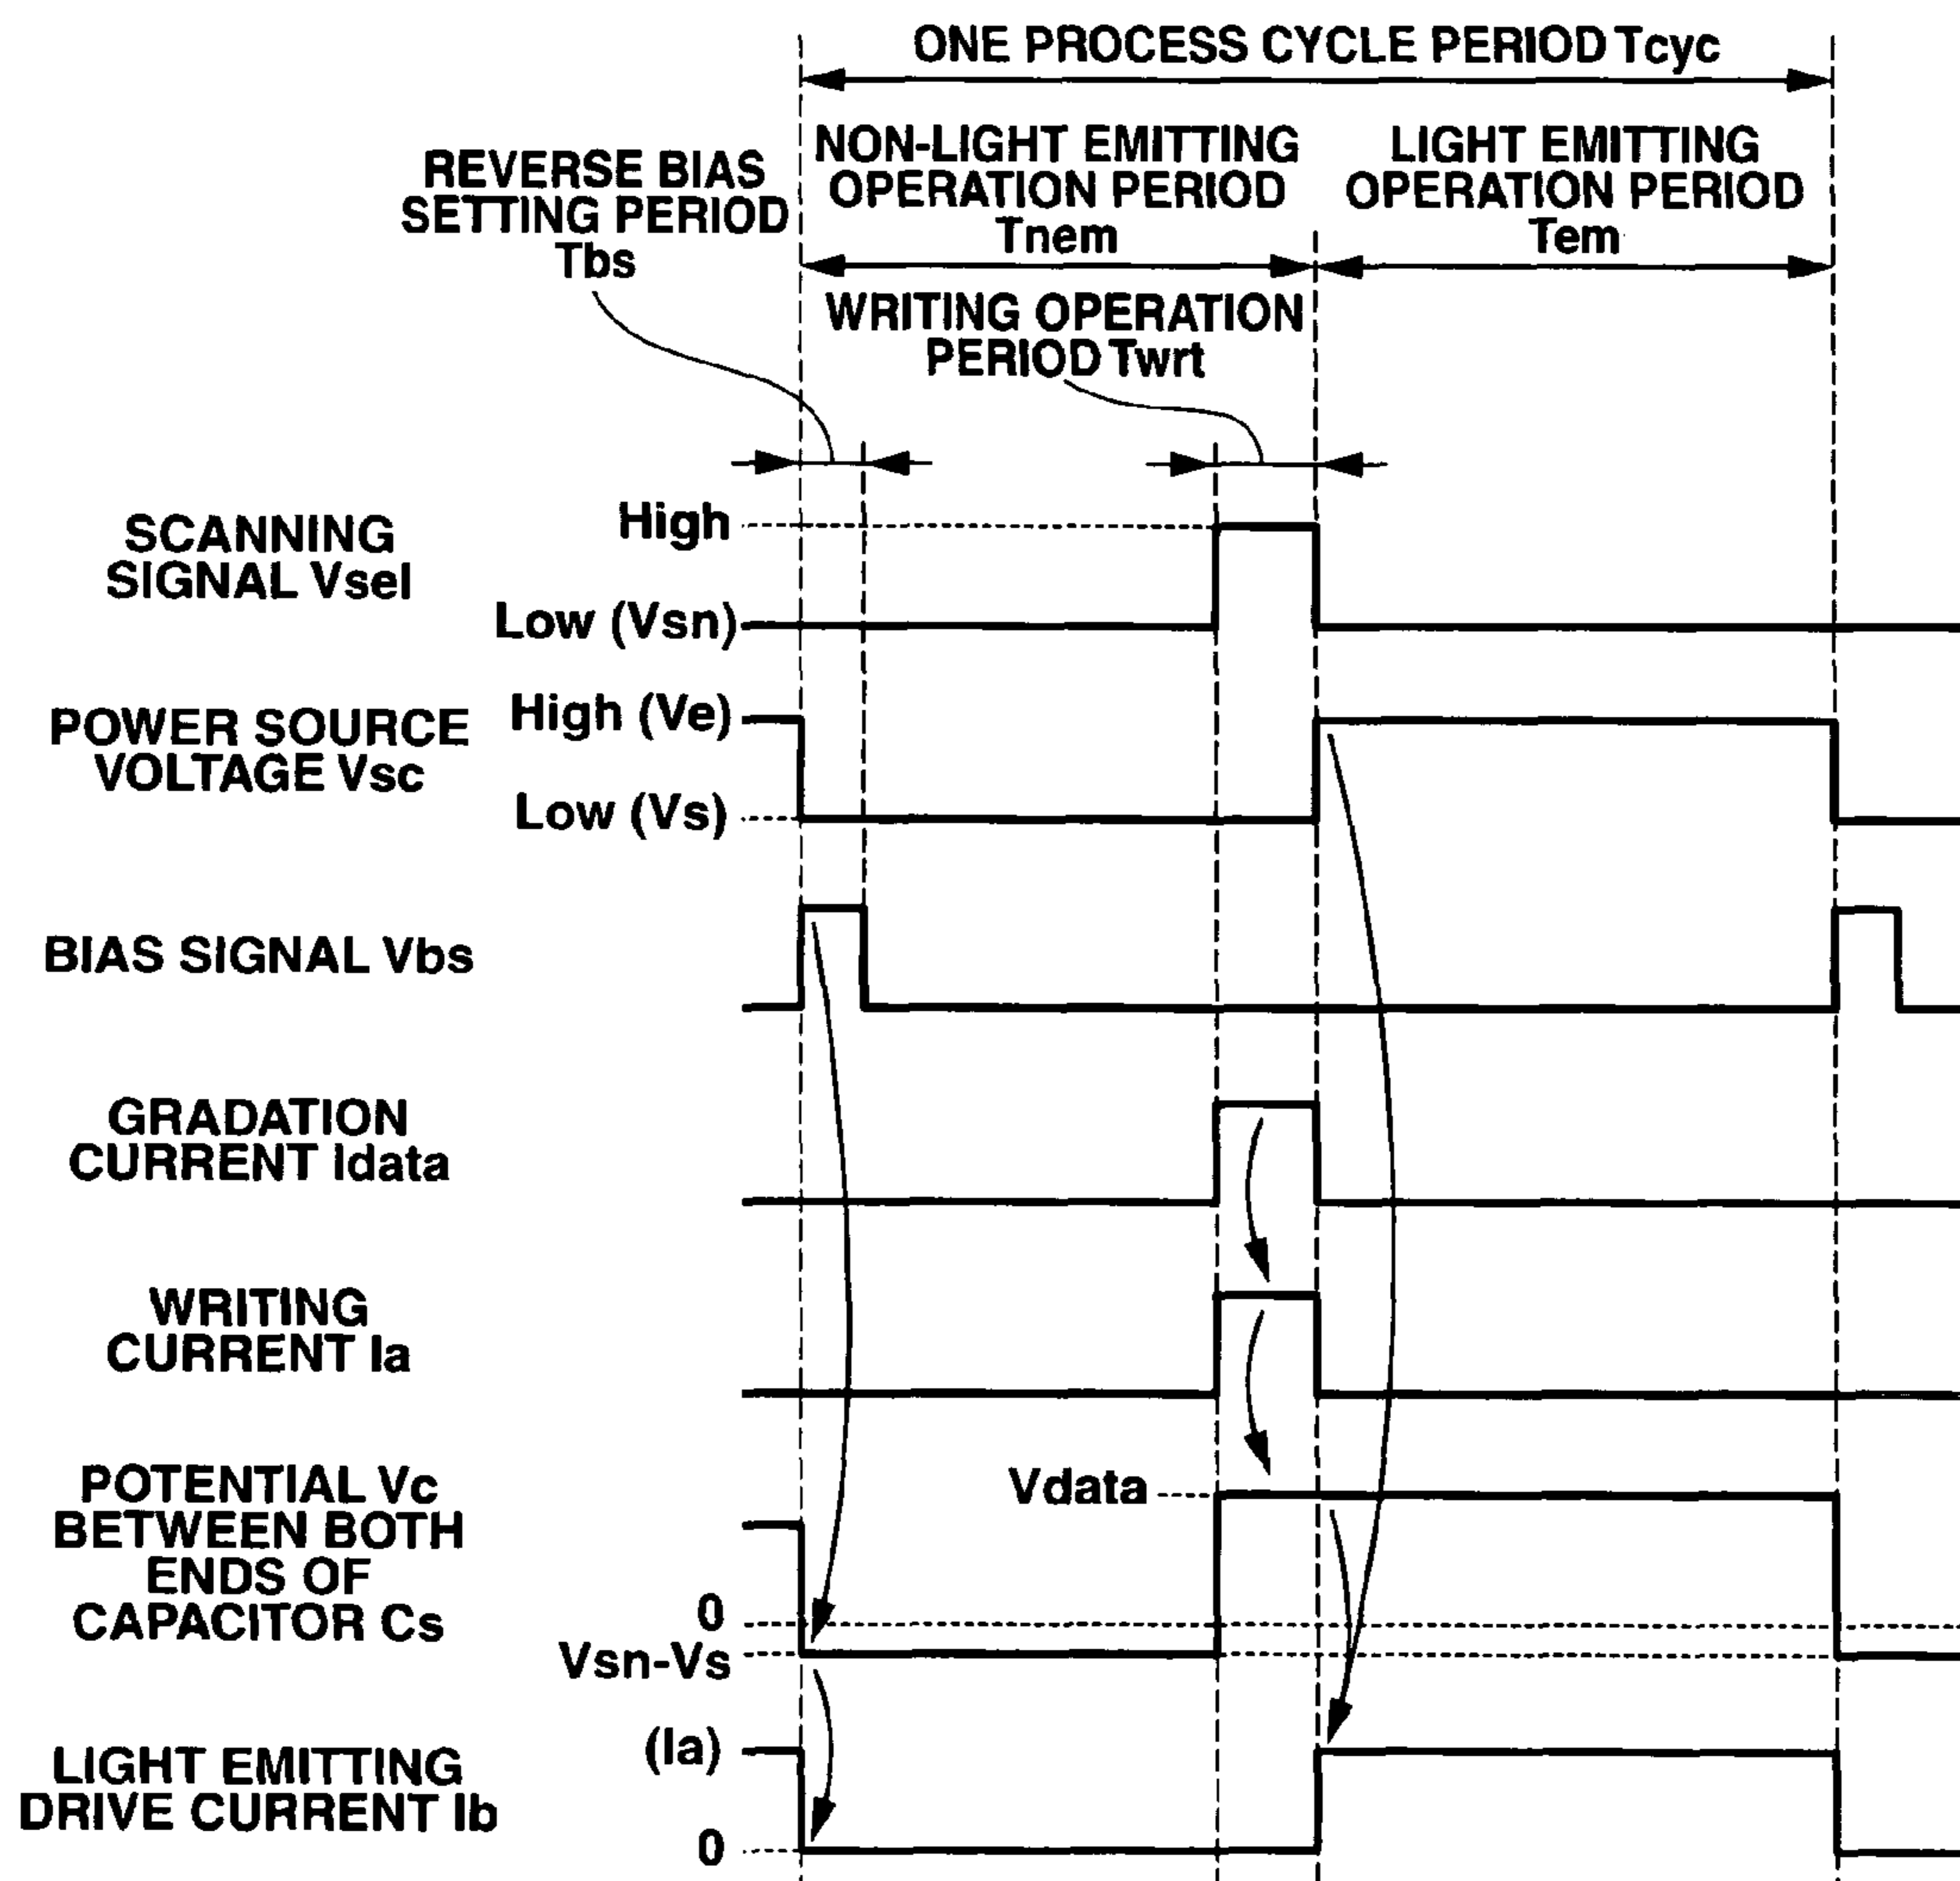 ONE PROCESS CYCLE PERIOD Tcyc
REVERSE BIAS
SETTING PERIOD
Tbs
NON-LIGHT EMITTING
OPERATION PERIOD
Tnem
LIGHT EMITTING
OPERATION PERIOD
Tem
WRITING OPERATION
PERIOD Twrt
SCANNING
SIGNAL Vsel
High
Low (Vsn)
POWER SOURCE
VOLTAGE Vsc
High (Ve)
Low (Vs)
BIAS SIGNAL Vbs
GRADATION
CURRENT Idata
WRITING
CURRENT Ia
POTENTIAL Vc
BETWEEN BOTH
ENDS OF
CAPACITOR Cs
Vdata
0
Vsn-Vs
LIGHT EMITTING
DRIVE CURRENT Ib
(Ia)
0